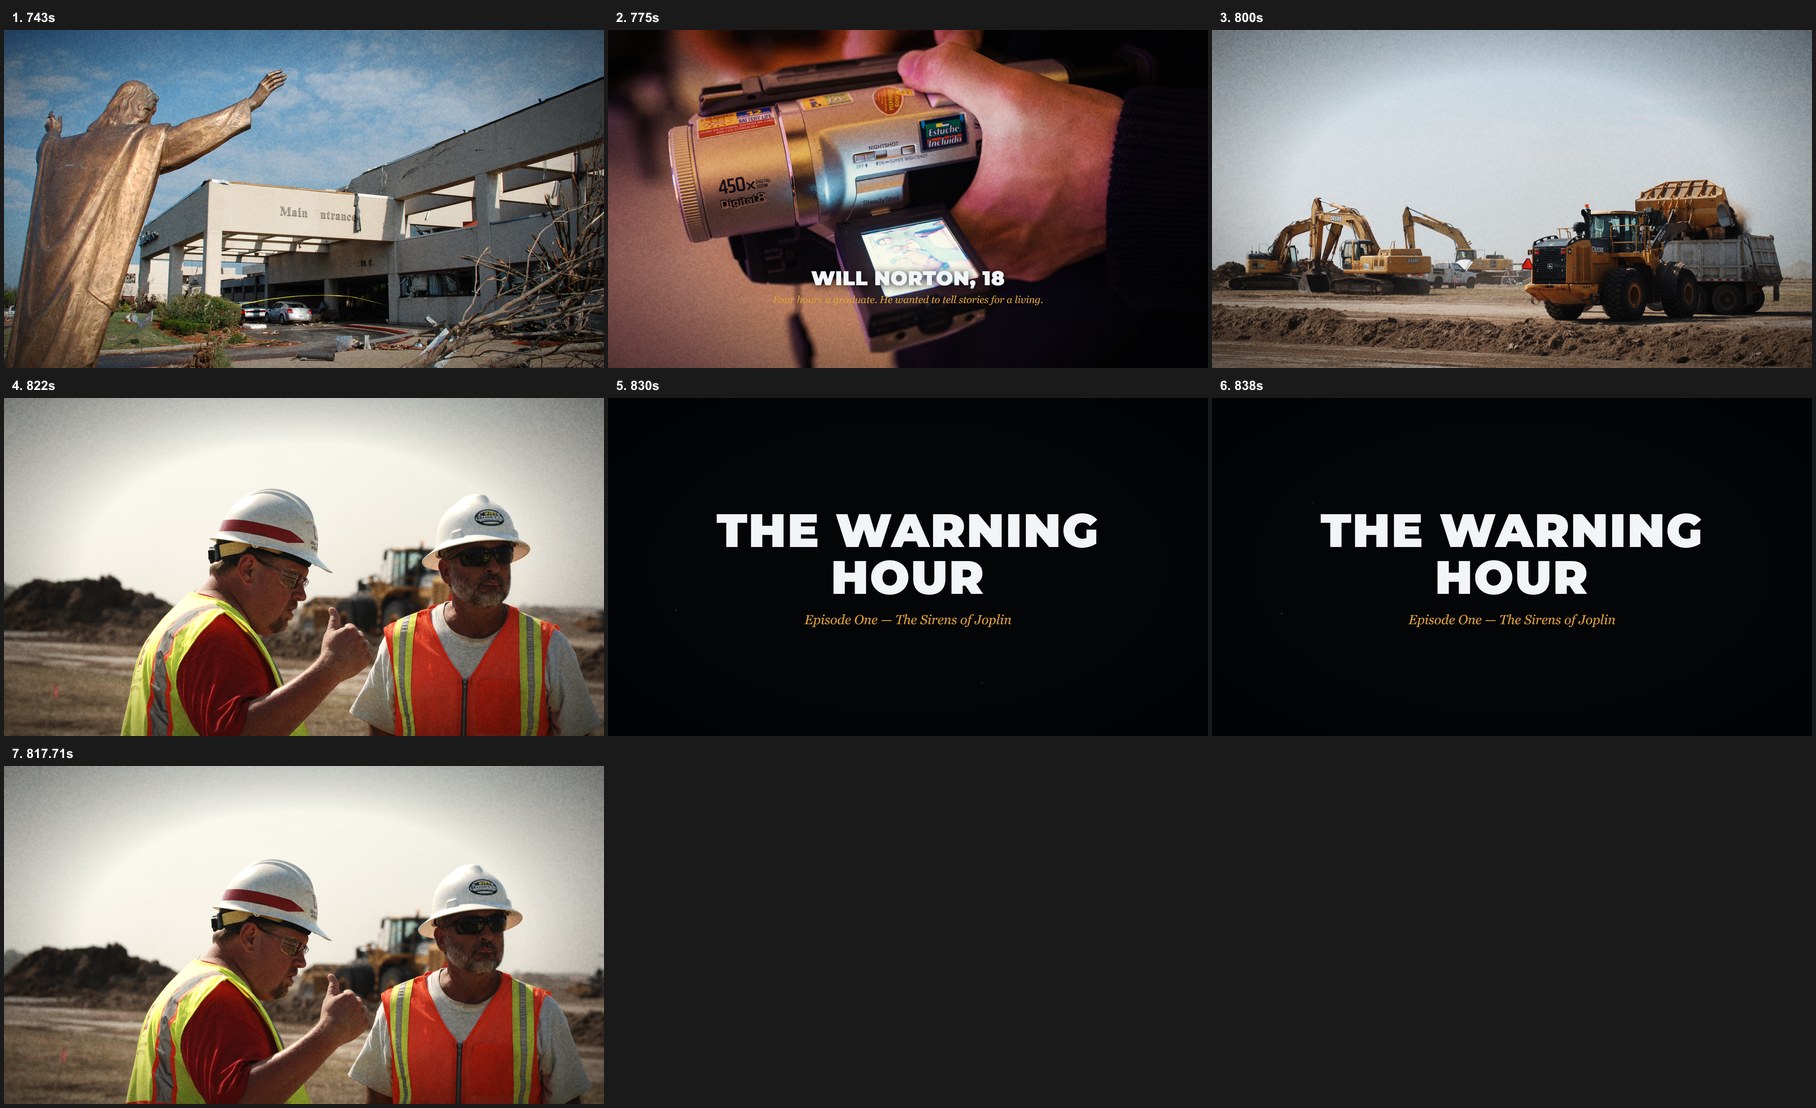 1. 743s
2. 775s
3. 800s
Main ntrance
NIGHTSHOT
Estuche
Incluido
450x DIGITAL ZOOM
Digital8
WILL NORTON, 18
Four hours a graduate. He wanted to tell stories for a living.
4. 822s
5. 830s
6. 838s
THE WARNING
HOUR
Episode One — The Sirens of Joplin
THE WARNING
HOUR
Episode One — The Sirens of Joplin
7. 817.71s